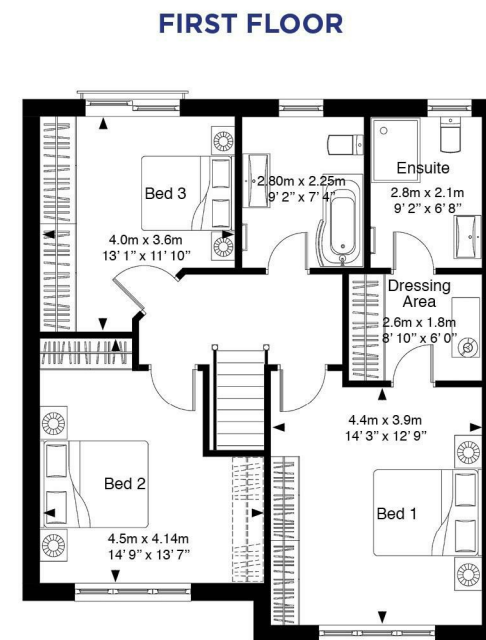 FIRST FLOOR
Bed 3
4.0m x 3.6m
13' 1" x 11' 10"
2.80m x 2.25m
9' 2" x 7' 4"
Ensuite
2.8m x 2.1m
9' 2" x 6' 8"
Dressing
Area
2.6m x 1.8m
8' 10" x 6' 0"
4.4m x 3.9m
14' 3" x 12' 9"
Bed 1
Bed 2
4.5m x 4.14m
14' 9" x 13' 7"